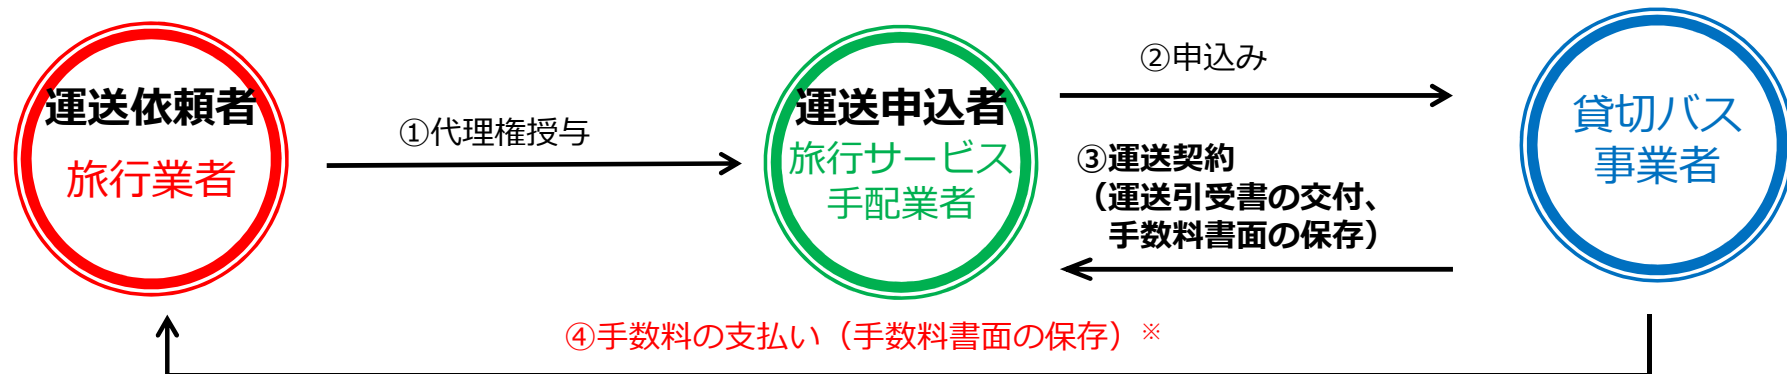 運送依頼者
旅行業者
①代理権授与
運送申込者
旅行サービス
手配業者
②申込み
③運送契約
（運送引受書の交付、
手数料書面の保存）
貸切バス
事業者
④手数料の支払い（手数料書面の保存）※